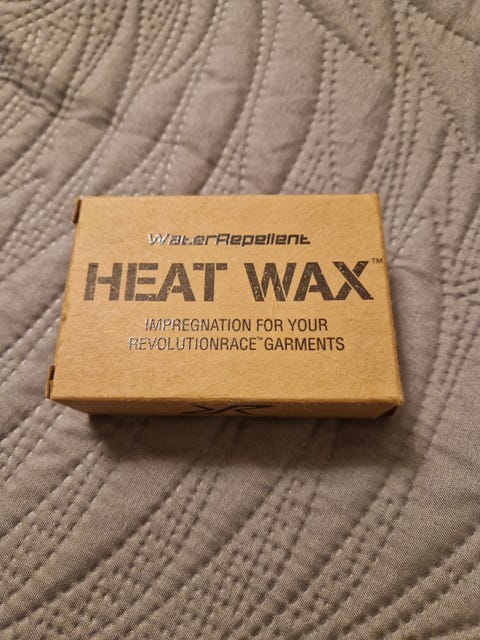 WaterRepellent
HEAT WAX™
IMPREGNATION FOR YOUR
REVOLUTIONRACE™ GARMENTS